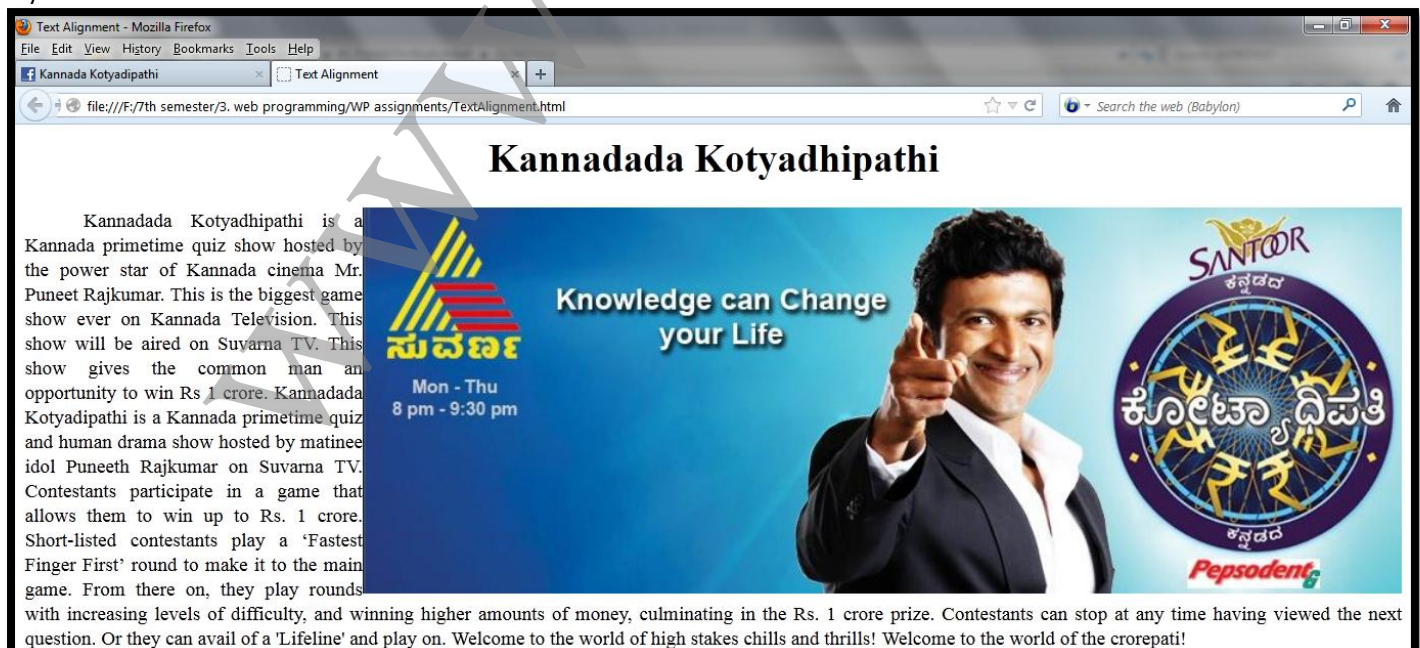 Text Alignment - Mozilla Firefox
File Edit View History Bookmarks Tools Help
Kannada Kotyadipathi
Text Alignment
file:///F:/7th semester/3. web programming/WP assignments/TextAlignment.html
Search the web (Babylon)
Kannadada Kotyadhipathi
Kannadada Kotyadhipathi is a
Kannada primetime quiz show hosted by
the power star of Kannada cinema Mr.
Puneet Rajkumar. This is the biggest game
show ever on Kannada Television. This
show will be aired on Suvarna TV. This
show gives the common man an
opportunity to win Rs 1 crore. Kannadada
Kotyadipathi is a Kannada primetime quiz
and human drama show hosted by matinee
idol Puneeth Rajkumar on Suvarna TV.
Contestants participate in a game that
allows them to win up to Rs. 1 crore.
Short-listed contestants play a ‘Fastest
Finger First’ round to make it to the main
game. From there on, they play rounds
with increasing levels of difficulty, and winning higher amounts of money, culminating in the Rs. 1 crore prize. Contestants can stop at any time having viewed the next
question. Or they can avail of a 'Lifeline' and play on. Welcome to the world of high stakes chills and thrills! Welcome to the world of the crorepati!
ಸುವರ್ಣ
Mon - Thu
8 pm - 9:30 pm
Knowledge can Change
your Life
SANTOOR
ಕನ್ನಡದ
ಕೋಟ್ಯಾಧಿಪತಿ
ಕನ್ನಡದ
Pepsodent
WWW